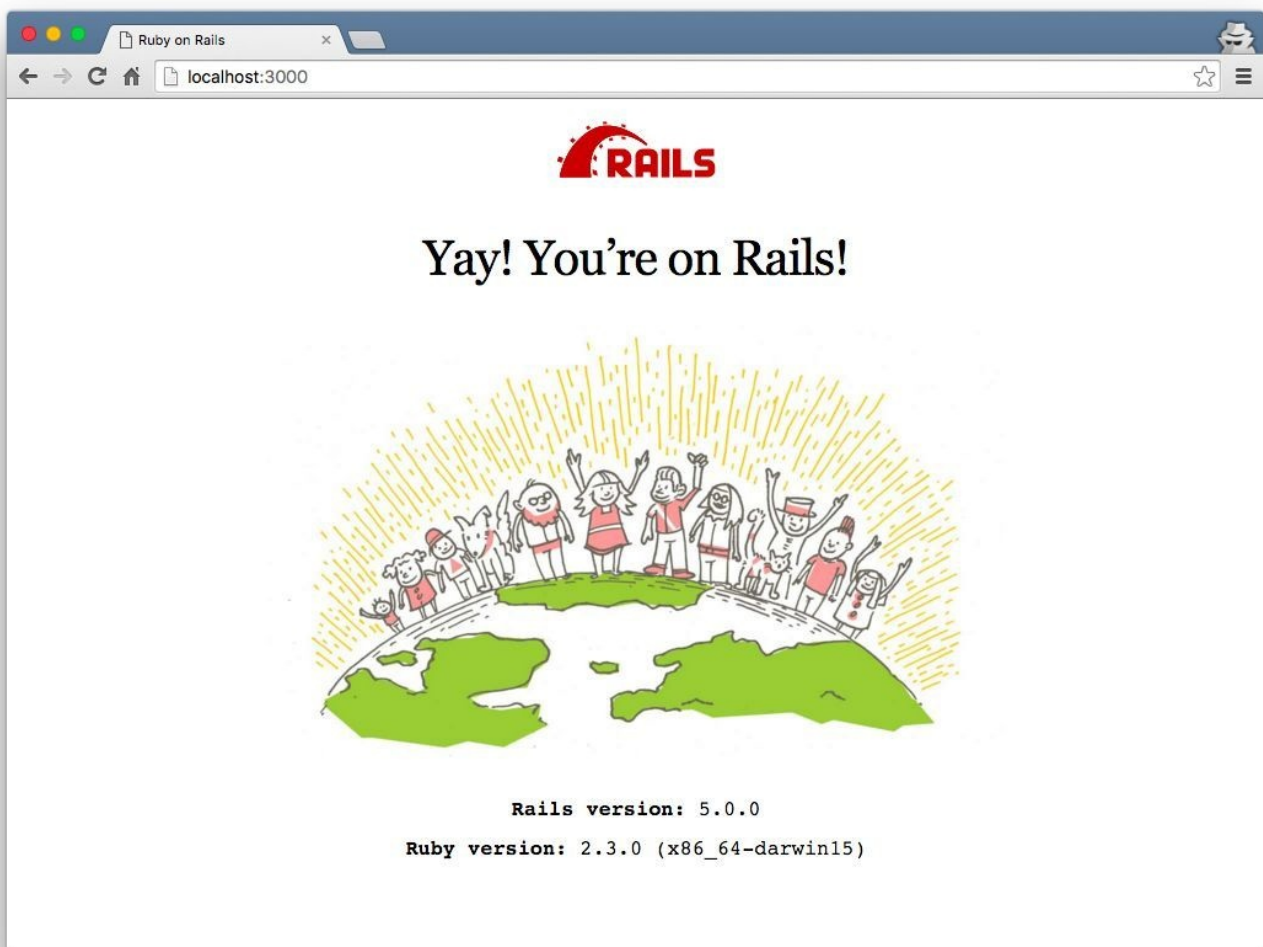 Ruby on Rails
localhost:3000
RAILS
Yay! You’re on Rails!
Rails version: 5.0.0
Ruby version: 2.3.0 (x86_64-darwin15)